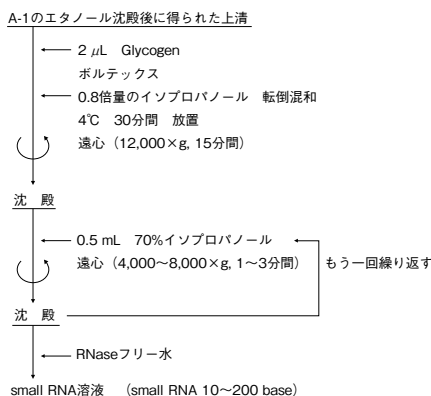 A-1のエタノール沈殿後に得られた上清
2 μL Glycogen
ボルテックス
0.8倍量のイソプロパノール 転倒混和
4℃ 30分間 放置
遠心（12,000×g, 15分間）
沈 殿
0.5 mL 70%イソプロパノール
遠心（4,000〜8,000×g, 1〜3分間）
もう一回繰り返す
沈 殿
RNaseフリー水
small RNA溶液 （small RNA 10〜200 base）